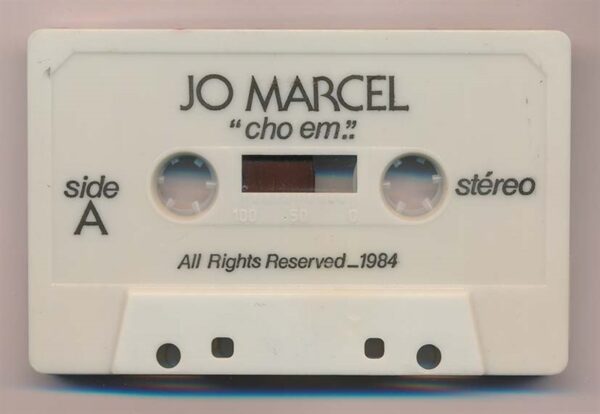 JO MARCEL
“cho em..”
side
A
stéreo
100 50 0
All Rights Reserved_1984